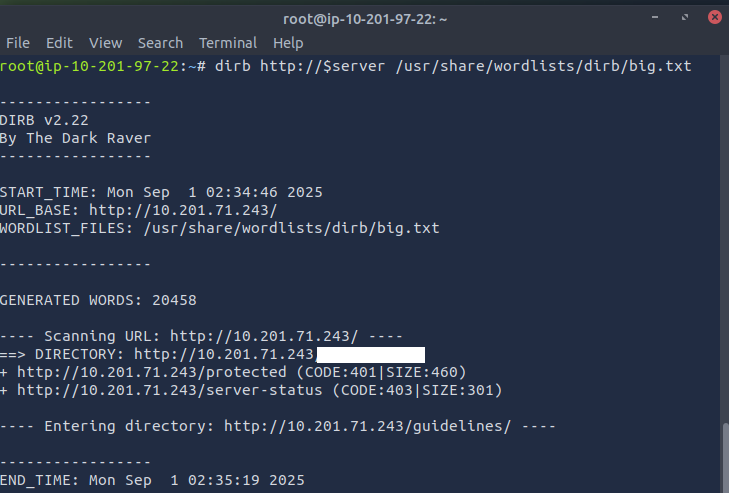 root@ip-10-201-97-22: ~
File Edit View Search Terminal Help
root@ip-10-201-97-22:~# dirb http://$server /usr/share/wordlists/dirb/big.txt
-----------------
DIRB v2.22
By The Dark Raver
-----------------
START_TIME: Mon Sep  1 02:34:46 2025
URL_BASE: http://10.201.71.243/
WORDLIST_FILES: /usr/share/wordlists/dirb/big.txt
-----------------
GENERATED WORDS: 20458
---- Scanning URL: http://10.201.71.243/ ----
==> DIRECTORY: http://10.201.71.243/
+ http://10.201.71.243/protected (CODE:401|SIZE:460)
+ http://10.201.71.243/server-status (CODE:403|SIZE:301)
---- Entering directory: http://10.201.71.243/guidelines/ ----
-----------------
END_TIME: Mon Sep  1 02:35:19 2025